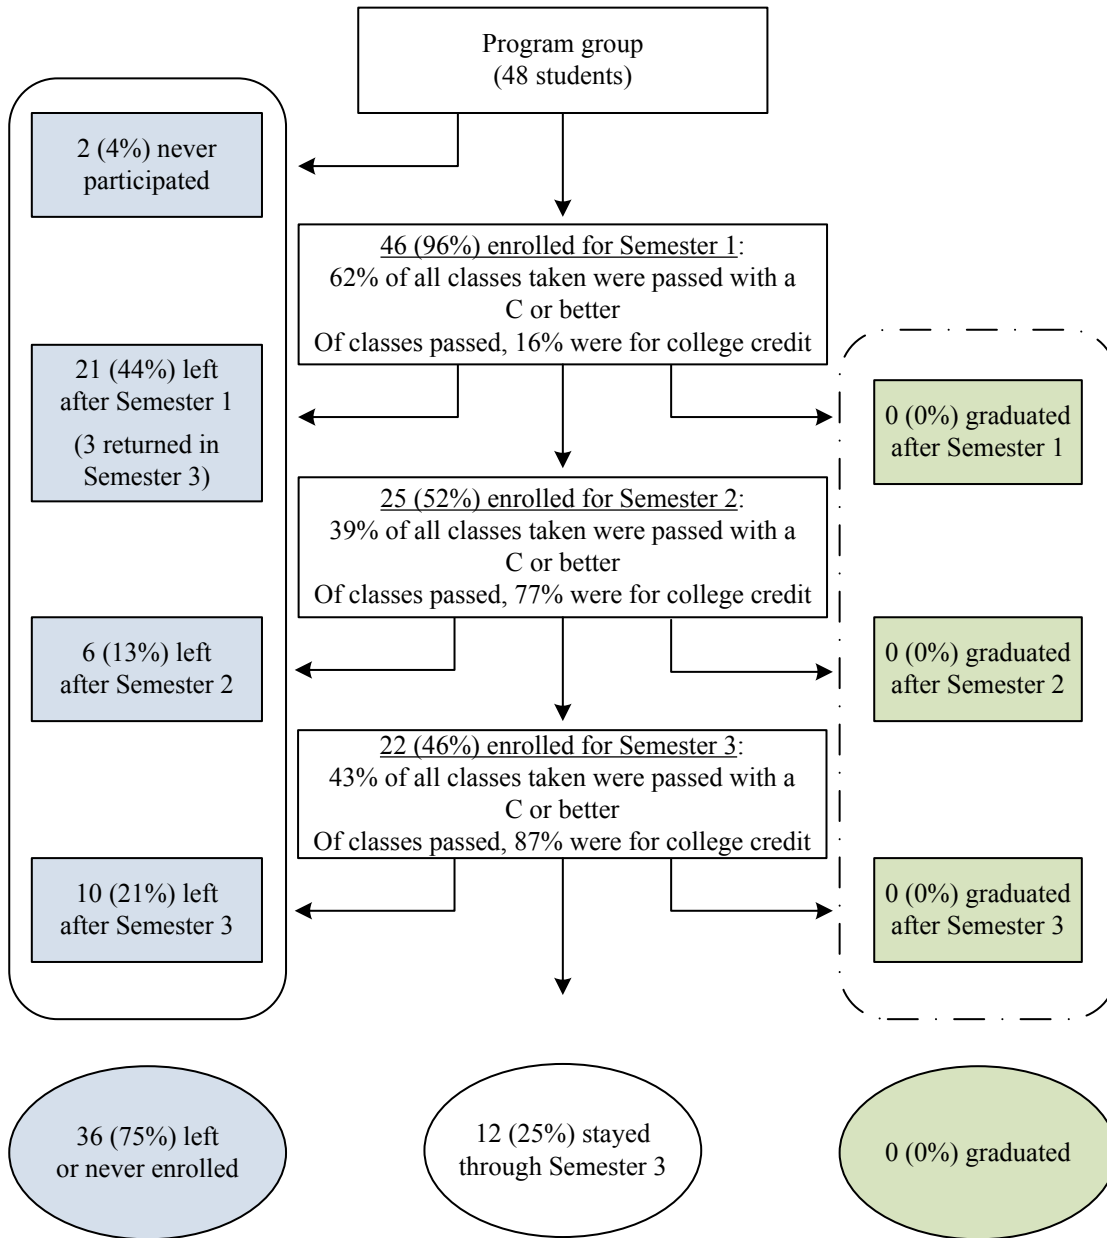 Program group
(48 students)
2 (4%) never
participated
46 (96%) enrolled for Semester 1:
62% of all classes taken were passed with a
C or better
Of classes passed, 16% were for college credit
21 (44%) left
after Semester 1
(3 returned in
Semester 3)
0 (0%) graduated
after Semester 1
25 (52%) enrolled for Semester 2:
39% of all classes taken were passed with a
C or better
Of classes passed, 77% were for college credit
6 (13%) left
after Semester 2
0 (0%) graduated
after Semester 2
22 (46%) enrolled for Semester 3:
43% of all classes taken were passed with a
C or better
Of classes passed, 87% were for college credit
10 (21%) left
after Semester 3
0 (0%) graduated
after Semester 3
36 (75%) left
or never enrolled
12 (25%) stayed
through Semester 3
0 (0%) graduated